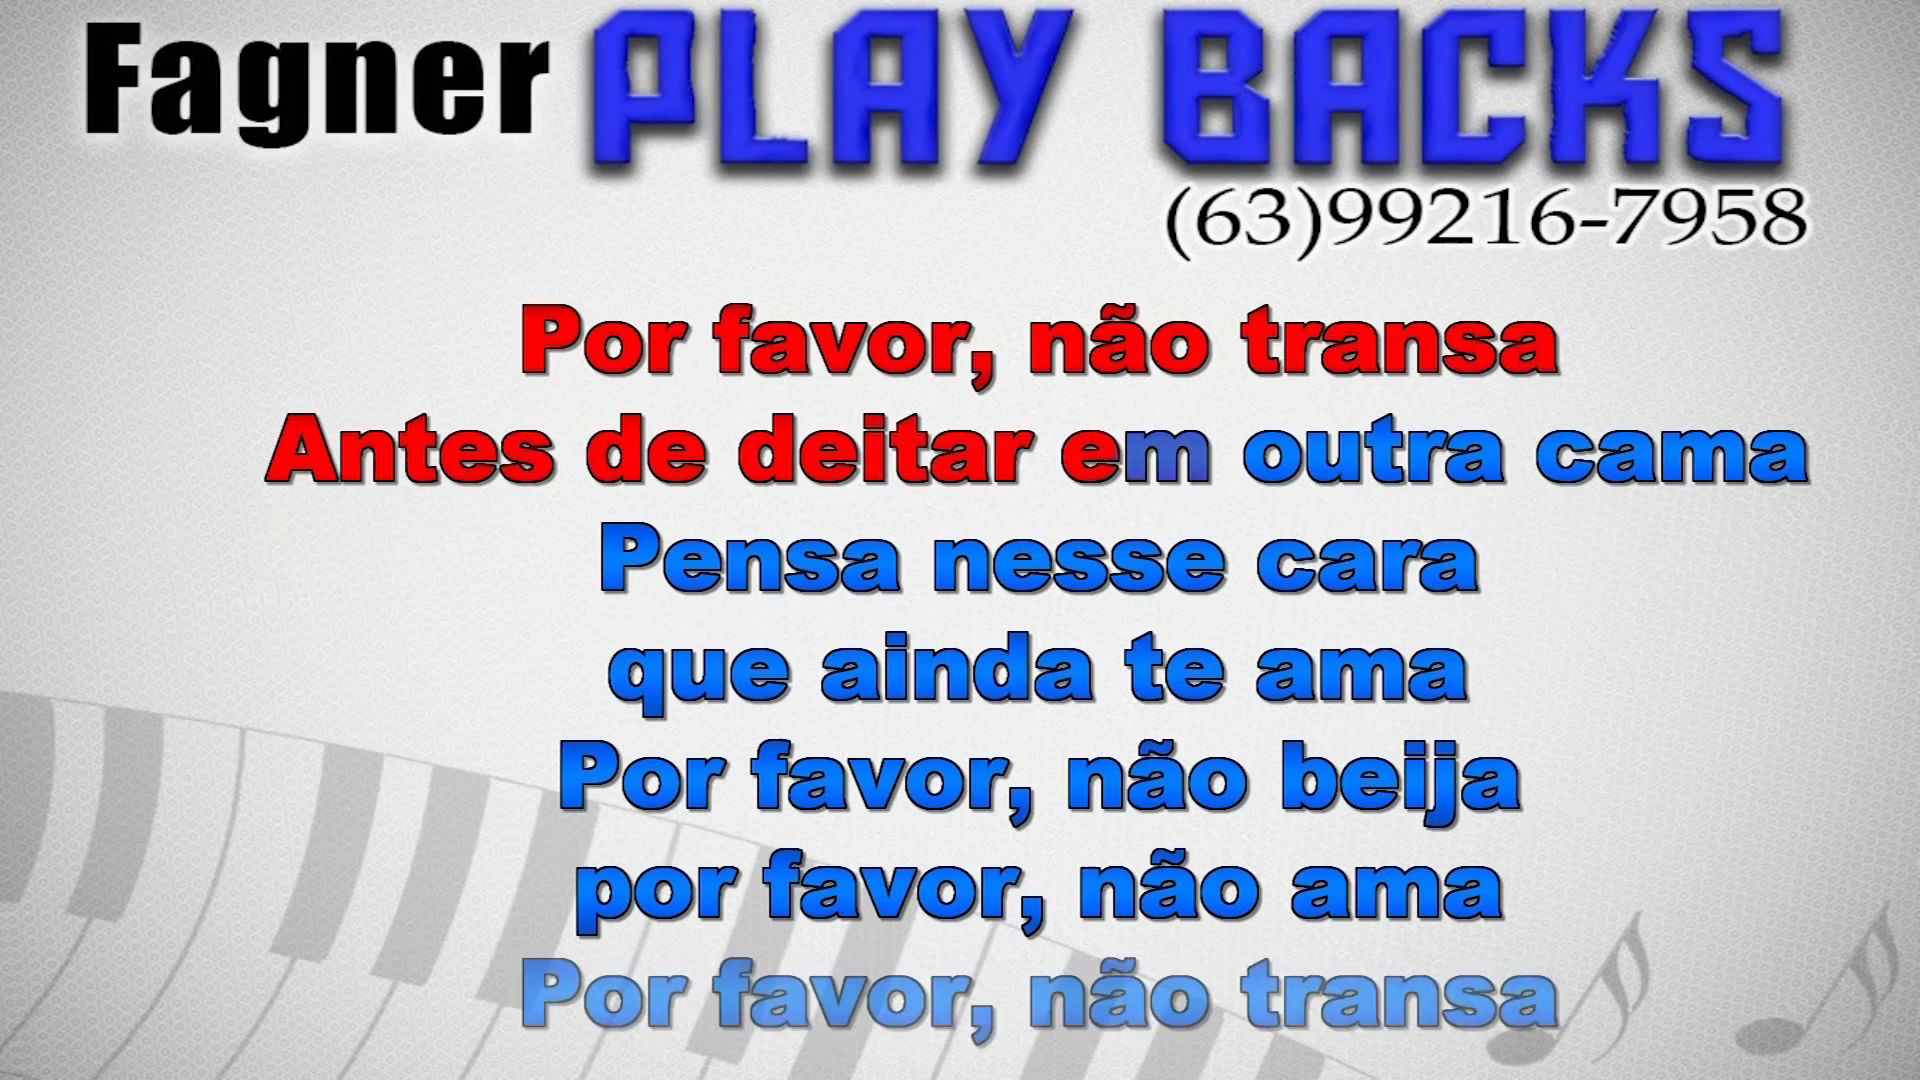 Fagner PLAY BACKS
(63)99216-7958
Por favor, não transa
Antes de deitar em outra cama
Pensa nesse cara
que ainda te ama
Por favor, não beija
por favor, não ama
Por favor, não transa